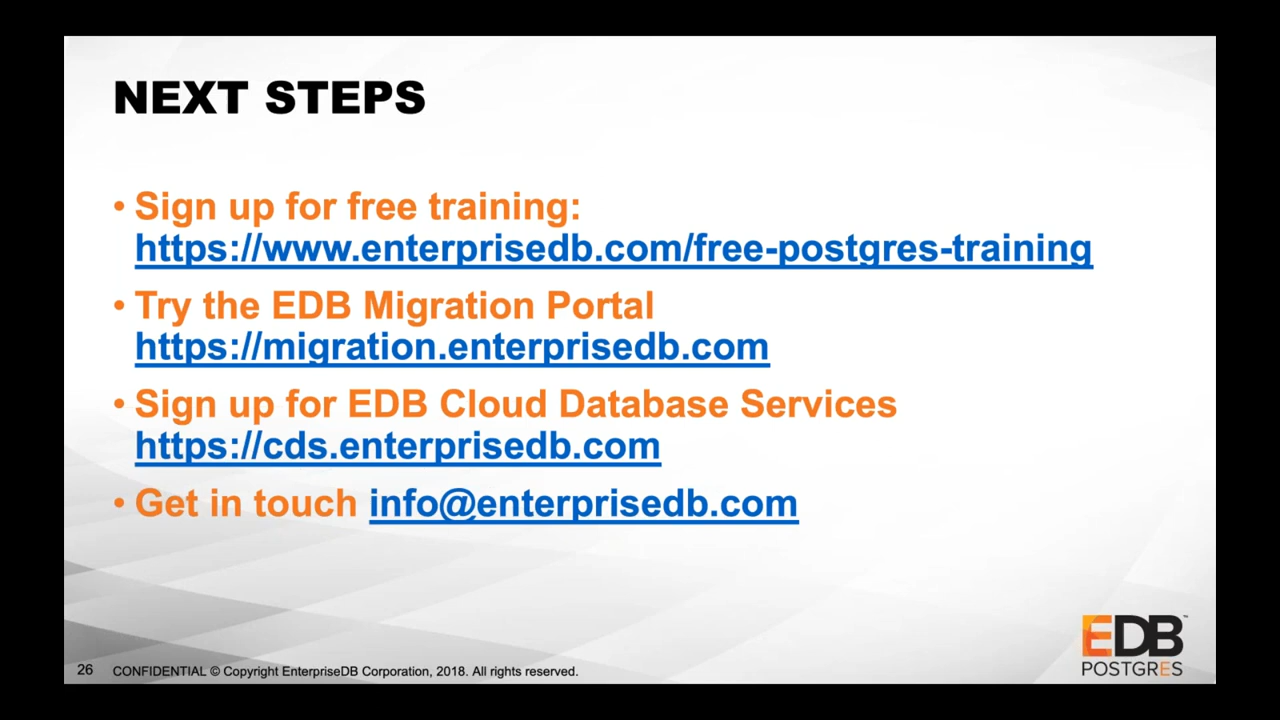 NEXT STEPS
• Sign up for free training:
https://www.enterprisedb.com/free-postgres-training
• Try the EDB Migration Portal
https://migration.enterprisedb.com
• Sign up for EDB Cloud Database Services
https://cds.enterprisedb.com
• Get in touch info@enterprisedb.com
EDB™
POSTGRES
26 CONFIDENTIAL © Copyright EnterpriseDB Corporation, 2018. All rights reserved.